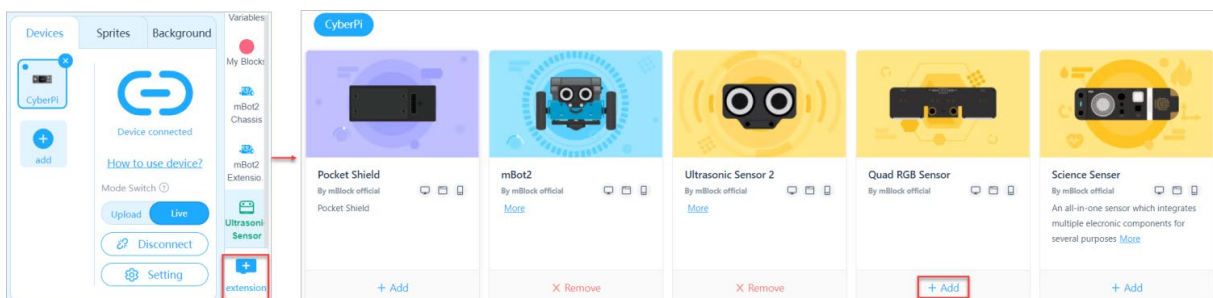 Devices Sprites Background
CyberPi
add
Device connected
How to use device?
Mode Switch ?
Upload Live
Disconnect
Setting
Variables
My Blocks
mBot2
Chassis
mBot2
Extensio
Ultrasoni
Sensor
extension
CyberPi
Pocket Shield
By mBlock official
Pocket Shield
+ Add
mBot2
By mBlock official
More
× Remove
Ultrasonic Sensor 2
By mBlock official
More
× Remove
Quad RGB Sensor
By mBlock official
+ Add
Science Senser
By mBlock official
An all-in-one sensor which integrates
multiple elecronic components for
several purposes More
+ Add